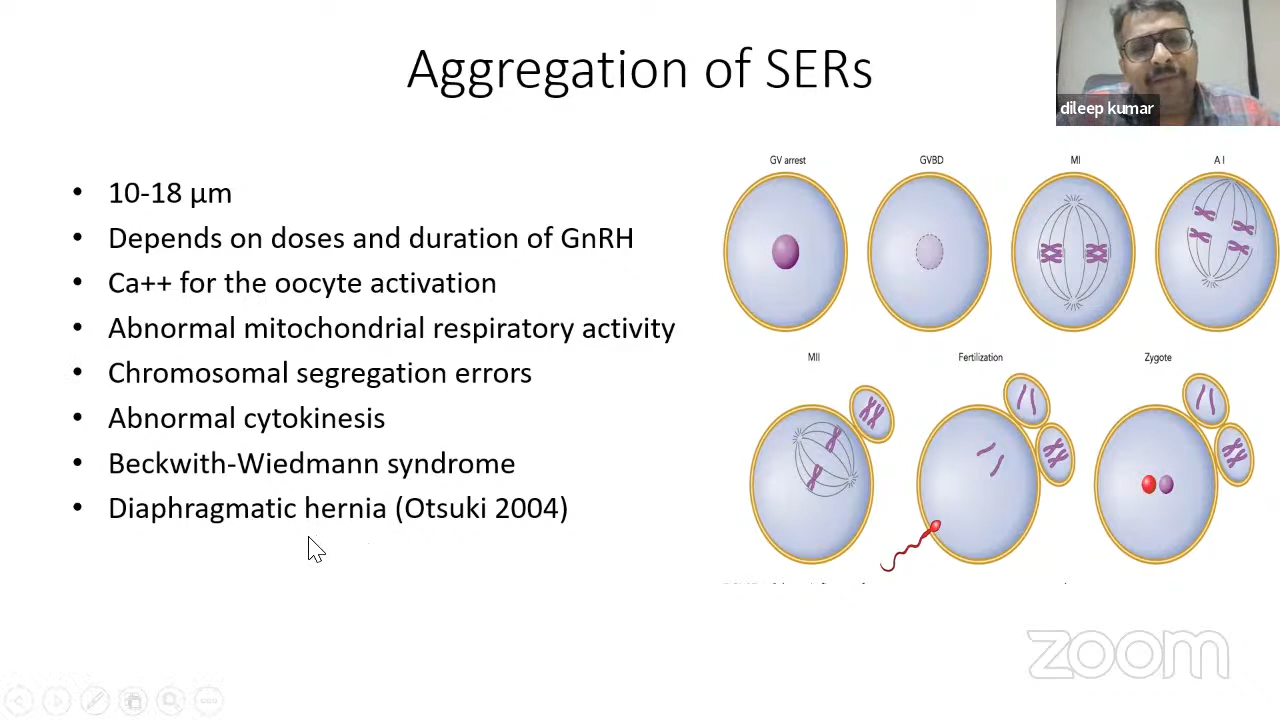 Aggregation of SERs
dileep kumar
• 10-18 µm
• Depends on doses and duration of GnRH
• Ca++ for the oocyte activation
• Abnormal mitochondrial respiratory activity
• Chromosomal segregation errors
• Abnormal cytokinesis
• Beckwith-Wiedmann syndrome
• Diaphragmatic hernia (Otsuki 2004)
GV arrest GVBD MI A I
MII Fertilization Zygote
zoom